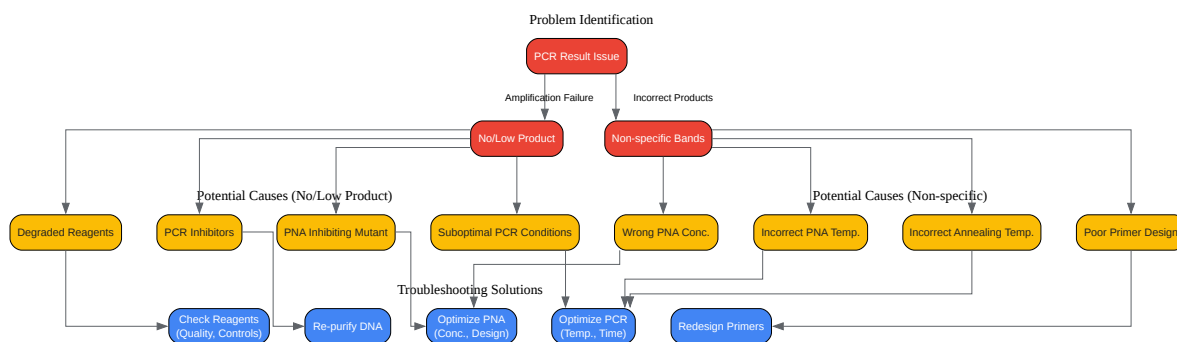 Problem Identification
PCR Result Issue
Amplification Failure
Incorrect Products
No/Low Product
Non-specific Bands
Potential Causes (No/Low Product)
Potential Causes (Non-specific)
Degraded Reagents
PCR Inhibitors
PNA Inhibiting Mutant
Suboptimal PCR Conditions
Wrong PNA Conc.
Incorrect PNA Temp.
Incorrect Annealing Temp.
Poor Primer Design
Troubleshooting Solutions
Check Reagents
(Quality, Controls)
Re-purify DNA
Optimize PNA
(Conc., Design)
Optimize PCR
(Temp., Time)
Redesign Primers